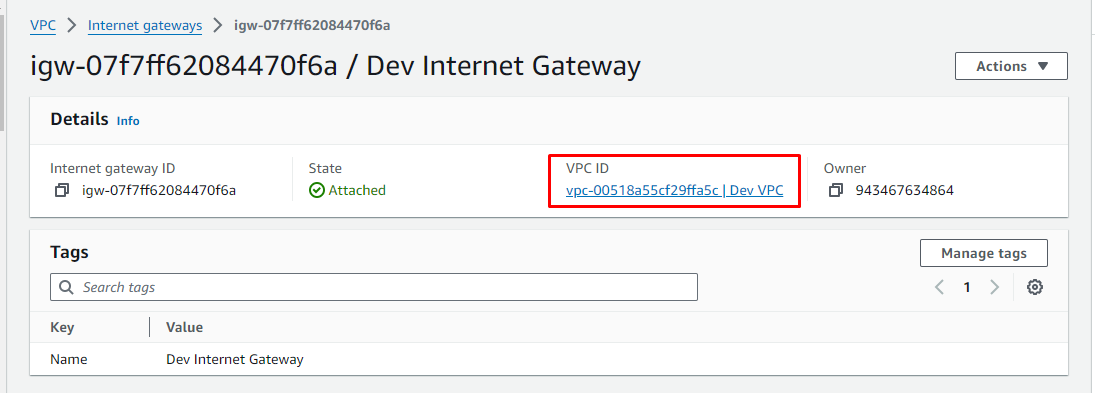 VPC > Internet gateways > igw-07f7ff62084470f6a
igw-07f7ff62084470f6a / Dev Internet Gateway
Actions
Details Info
Internet gateway ID
igw-07f7ff62084470f6a
State
Attached
VPC ID
vpc-00518a55cf29ffa5c | Dev VPC
Owner
943467634864
Tags
Manage tags
Search tags
1
Key Value
Name Dev Internet Gateway